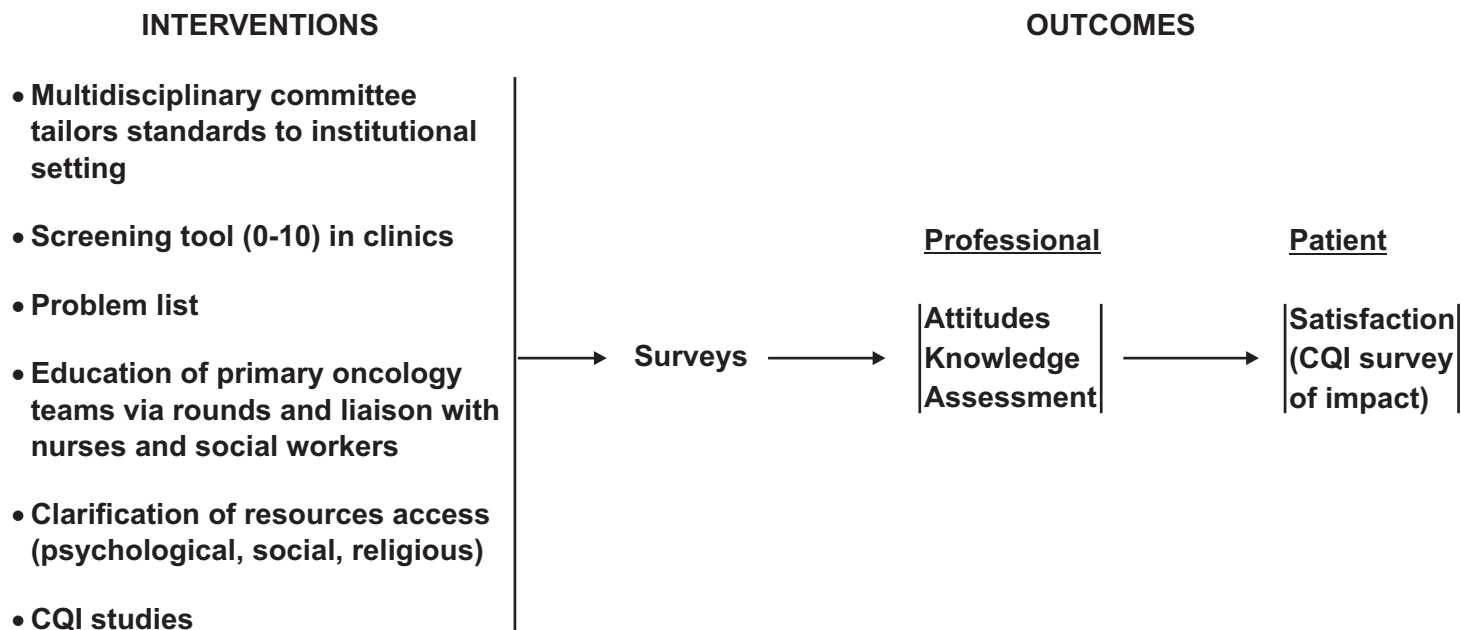 INTERVENTIONS
OUTCOMES
• Multidisciplinary committee
tailors standards to institutional
setting
• Screening tool (0-10) in clinics
• Problem list
• Education of primary oncology
teams via rounds and liaison with
nurses and social workers
• Clarification of resources access
(psychological, social, religious)
• CQI studies
Surveys
Professional
Attitudes
Knowledge
Assessment
Patient
Satisfaction
(CQI survey
of impact)